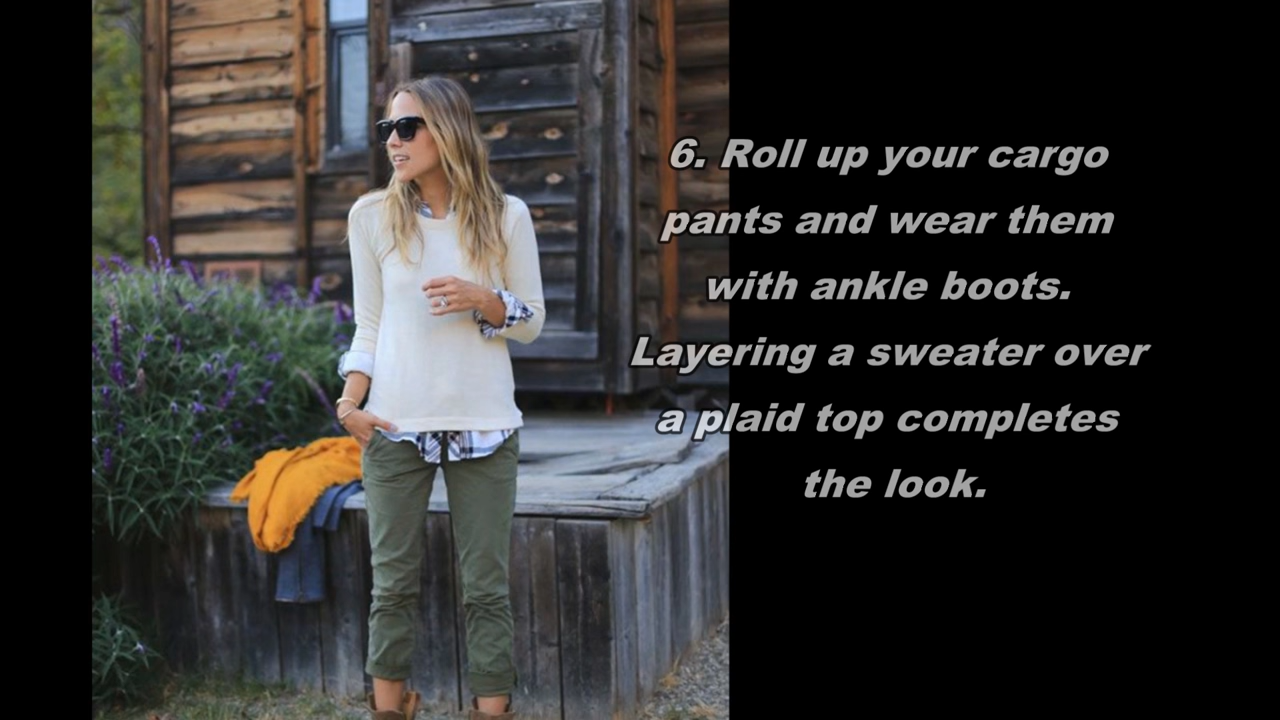 6. Roll up your cargo
pants and wear them
with ankle boots.
Layering a sweater over
a plaid top completes
the look.